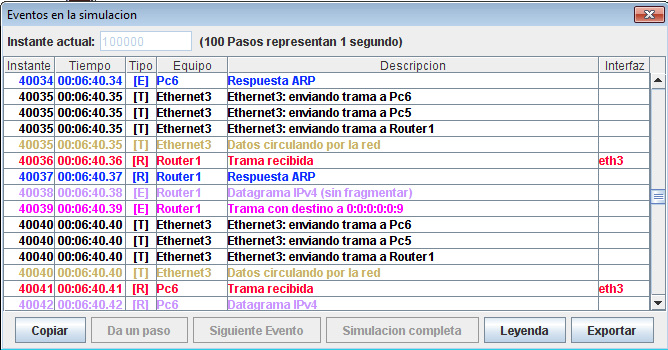 Eventos en la simulacion
Instante actual: 100000 (100 Pasos representan 1 segundo)
Instante Tiempo Tipo Equipo Descripcion Interfaz
40034 00:06:40.34 [E] Pc6 Respuesta ARP
40035 00:06:40.35 [T] Ethernet3 Ethernet3: enviando trama a Pc6
40035 00:06:40.35 [T] Ethernet3 Ethernet3: enviando trama a Pc5
40035 00:06:40.35 [T] Ethernet3 Ethernet3: enviando trama a Router1
40035 00:06:40.35 [T] Ethernet3 Datos circulando por la red
40036 00:06:40.36 [R] Router1 Trama recibida eth3
40037 00:06:40.37 [R] Router1 Respuesta ARP
40038 00:06:40.38 [E] Router1 Datagrama IPv4 (sin fragmentar)
40039 00:06:40.39 [E] Router1 Trama con destino a 0:0:0:0:0:9
40040 00:06:40.40 [T] Ethernet3 Ethernet3: enviando trama a Pc6
40040 00:06:40.40 [T] Ethernet3 Ethernet3: enviando trama a Pc5
40040 00:06:40.40 [T] Ethernet3 Ethernet3: enviando trama a Router1
40040 00:06:40.40 [T] Ethernet3 Datos circulando por la red
40041 00:06:40.41 [R] Pc6 Trama recibida eth3
40042 00:06:40.42 [R] Pc6 Datagrama IPv4
Copiar Da un paso Siguiente Evento Simulacion completa Leyenda Exportar